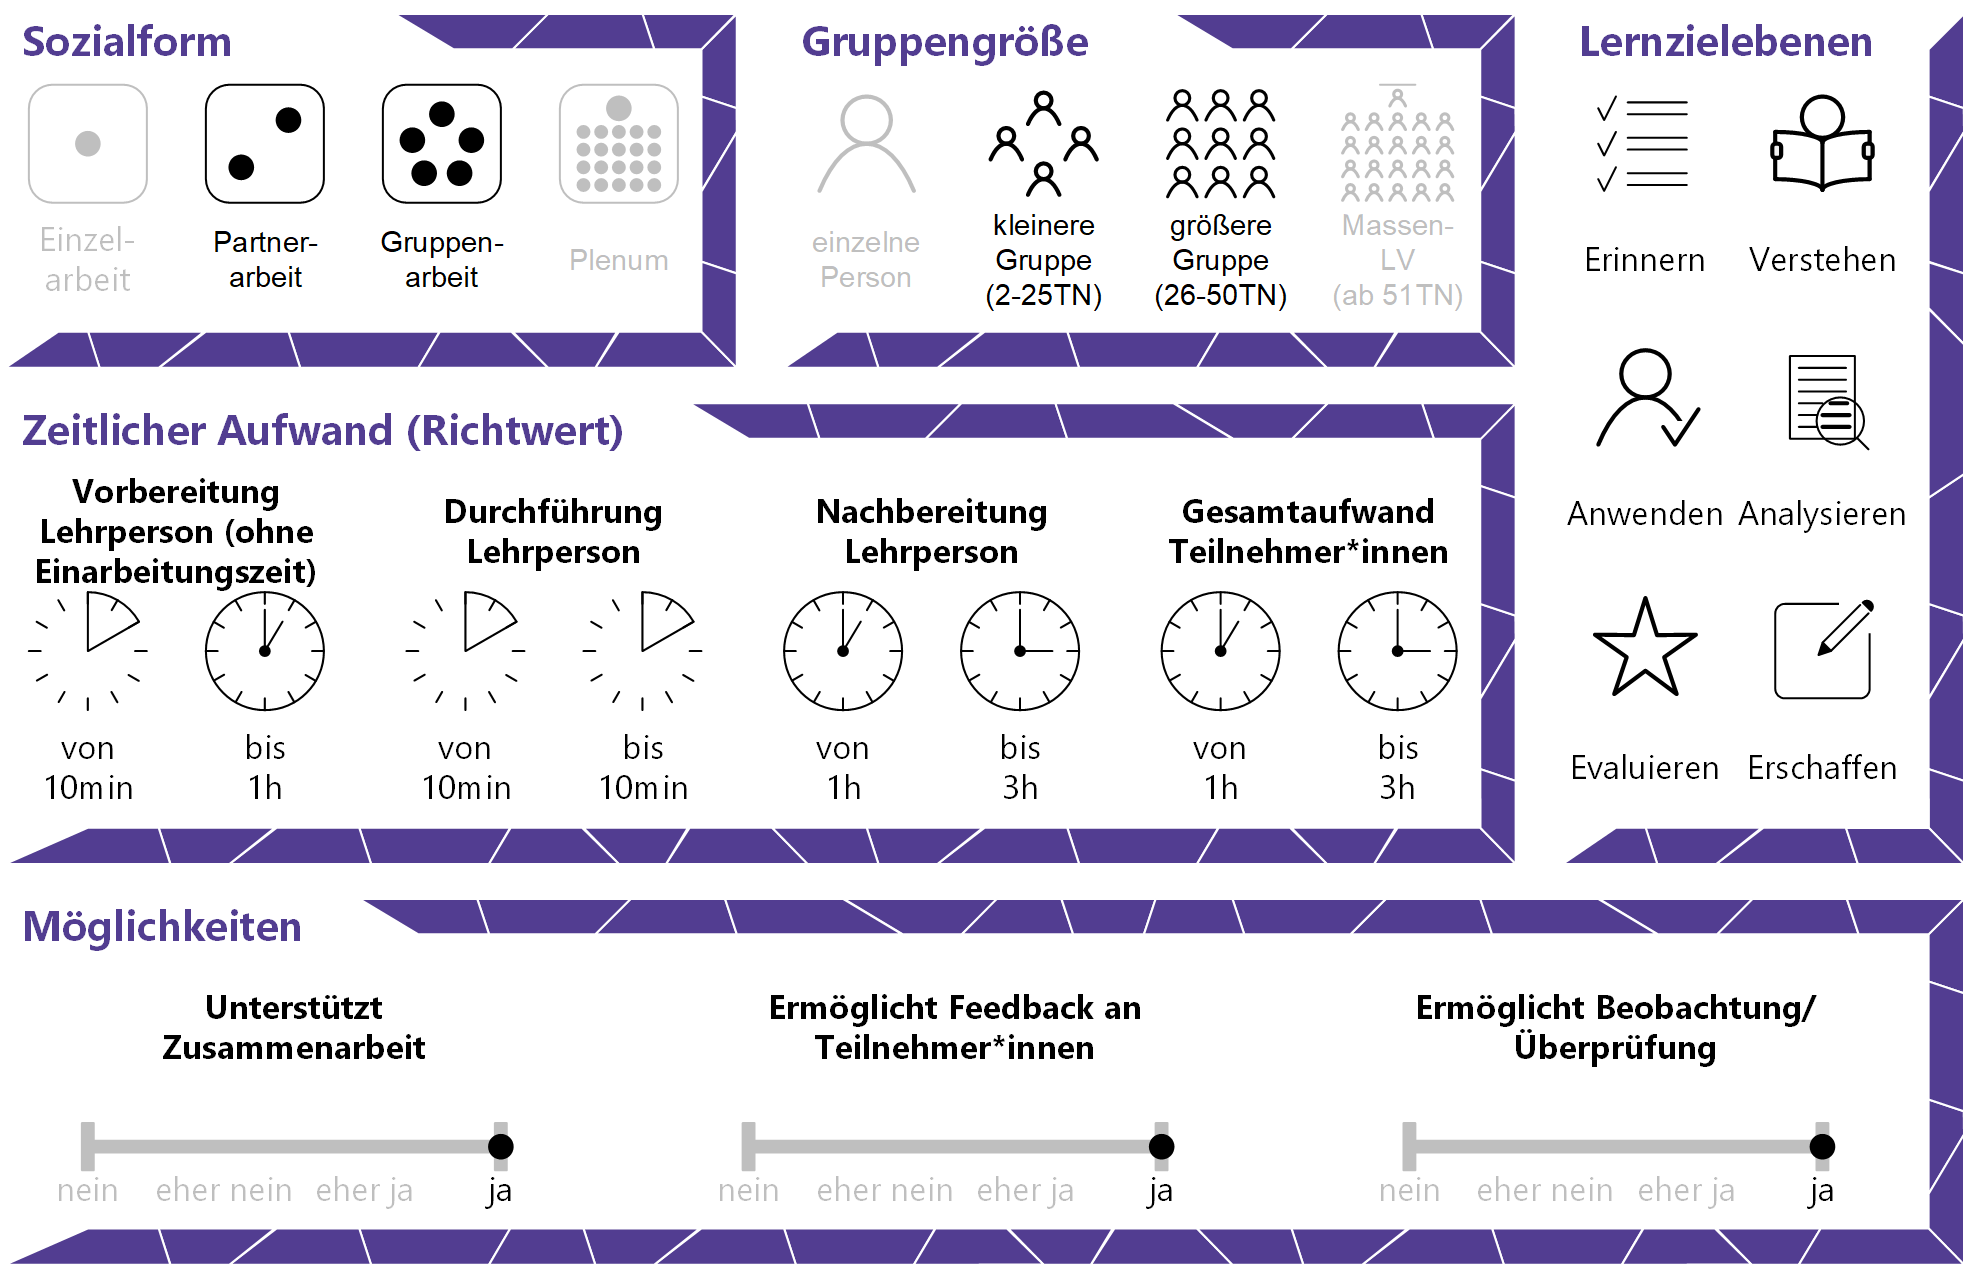 Sozialform
Einzel-
arbeit
Partner-
arbeit
Gruppen-
arbeit
Plenum
Gruppengröße
einzelne
Person
kleinere
Gruppe
(2-25TN)
größere
Gruppe
(26-50TN)
Massen-
LV
(ab 51TN)
Lernzielebenen
Erinnern
Verstehen
Anwenden
Analysieren
Evaluieren
Erschaffen
Zeitlicher Aufwand (Richtwert)
Vorbereitung
Lehrperson (ohne
Einarbeitungszeit)
von
10min
bis
1h
Durchführung
Lehrperson
von
10min
bis
10min
Nachbereitung
Lehrperson
von
1h
bis
3h
Gesamtaufwand
Teilnehmer*innen
von
1h
bis
3h
Möglichkeiten
Unterstützt
Zusammenarbeit
nein eher nein eher ja ja
Ermöglicht Feedback an
Teilnehmer*innen
nein eher nein eher ja ja
Ermöglicht Beobachtung/
Überprüfung
nein eher nein eher ja ja